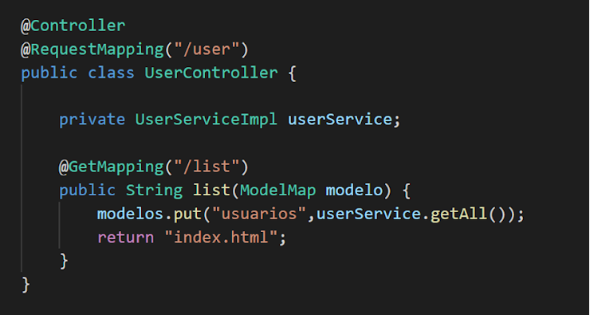 @Controller
@RequestMapping("/user")
public class UserController {
private UserServiceImpl userService;
@GetMapping("/list")
public String list(ModelMap modelo) {
modelos.put("usuarios",userService.getAll());
return "index.html";
}
}